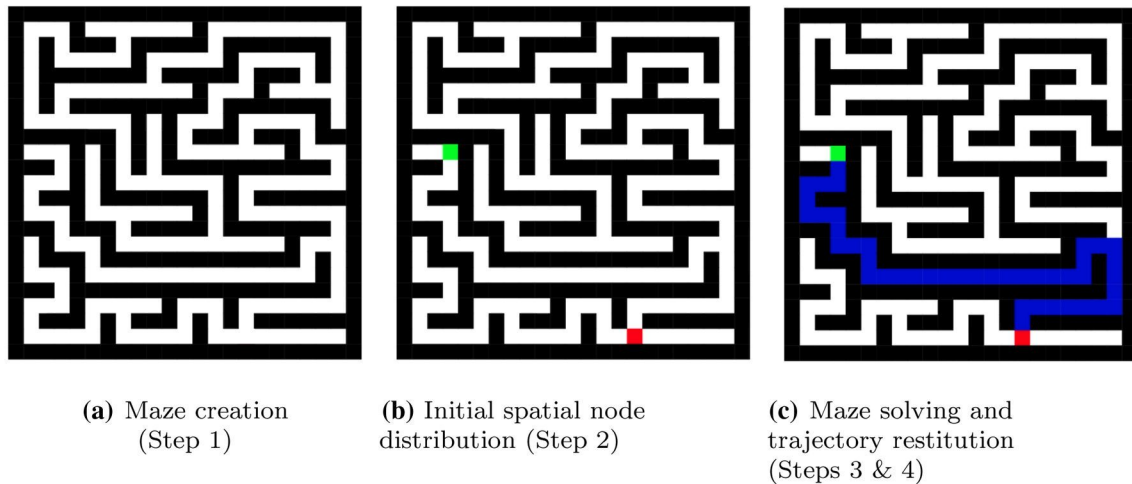 (a) Maze creation
(Step 1)
(b) Initial spatial node
distribution (Step 2)
(c) Maze solving and
trajectory restitution
(Steps 3 & 4)